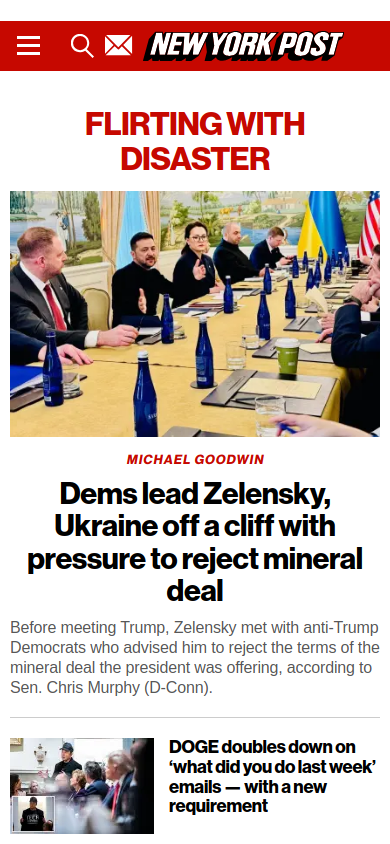 NEW YORK POST
FLIRTING WITH
DISASTER
MICHAEL GOODWIN
Dems lead Zelensky,
Ukraine off a cliff with
pressure to reject mineral
deal
Before meeting Trump, Zelensky met with anti-Trump
Democrats who advised him to reject the terms of the
mineral deal the president was offering, according to
Sen. Chris Murphy (D-Conn).
DOGE doubles down on
‘what did you do last week’
emails — with a new
requirement